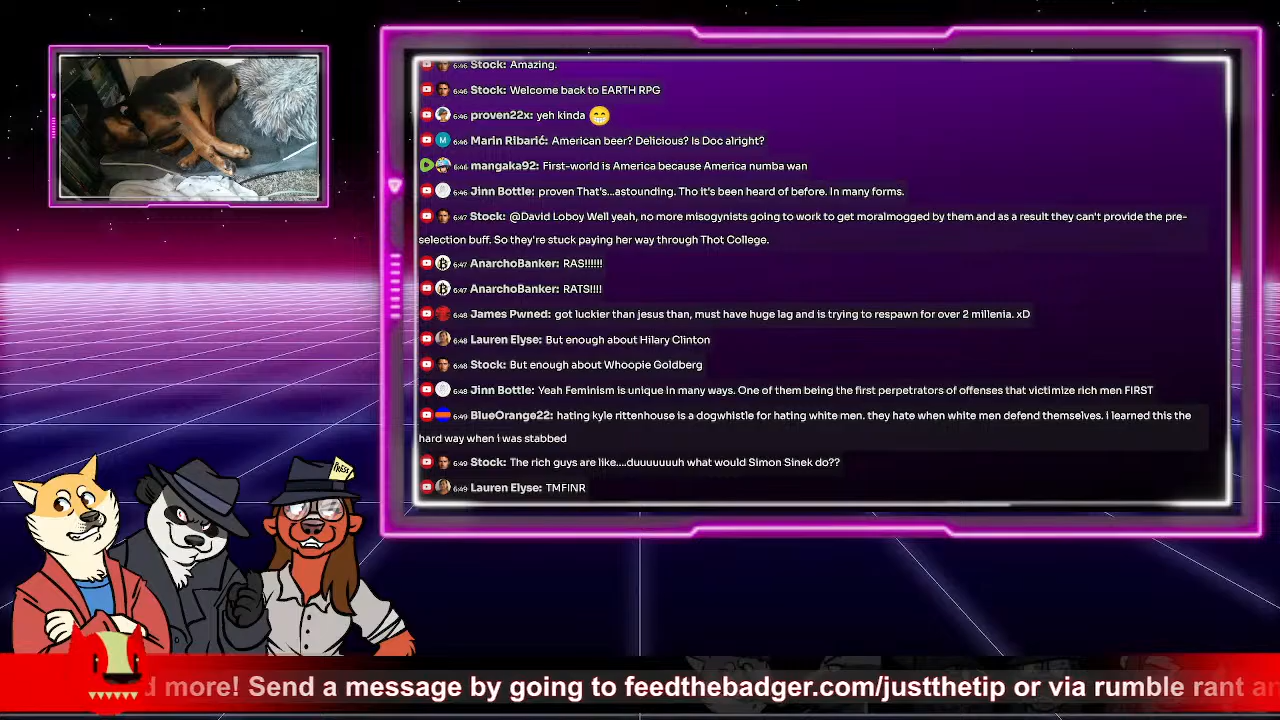 6:46 Stock: Amazing.
6:46 Stock: Welcome back to EARTH RPG
6:46 proven22x: yeh kinda 😁
M 6:46 Marin Ribarić: American beer? Delicious? Is Doc alright?
6:46 mangaka92: First-world is America because America numba wan
6:46 Jinn Bottle: proven That's...astounding. Tho it's been heard of before. In many forms.
6:47 Stock: @David Loboy Well yeah, no more misogynists going to work to get moralmogged by them and as a result they can't provide the pre-
selection buff. So they're stuck paying her way through Thot College.
6:47 AnarchoBanker: RAS!!!!!!
6:47 AnarchoBanker: RATS!!!!
6:48 James Pwner: got luckier than jesus than, must have huge lag and is trying to respawn for over 2 millenia. xD
6:48 Lauren Elyse: But enough about Hilary Clinton
6:48 Stock: But enough about Whoopie Goldberg
6:48 Jinn Bottle: Yeah Feminism is unique in many ways. One of them being the first perpetrators of offenses that victimize rich men FIRST
6:49 BlueOrange22: hating kyle rittenhouse is a dogwhistle for hating white men. they hate when white men defend themselves. i learned this the
hard way when i was stabbed
6:49 Stock: The rich guys are like....duuuuuuuh what would Simon Sinek do??
6:49 Lauren Elyse: TMFINR
PRESS
more! Send a message by going to feedthebadger.com/justthetip or via rumble rant